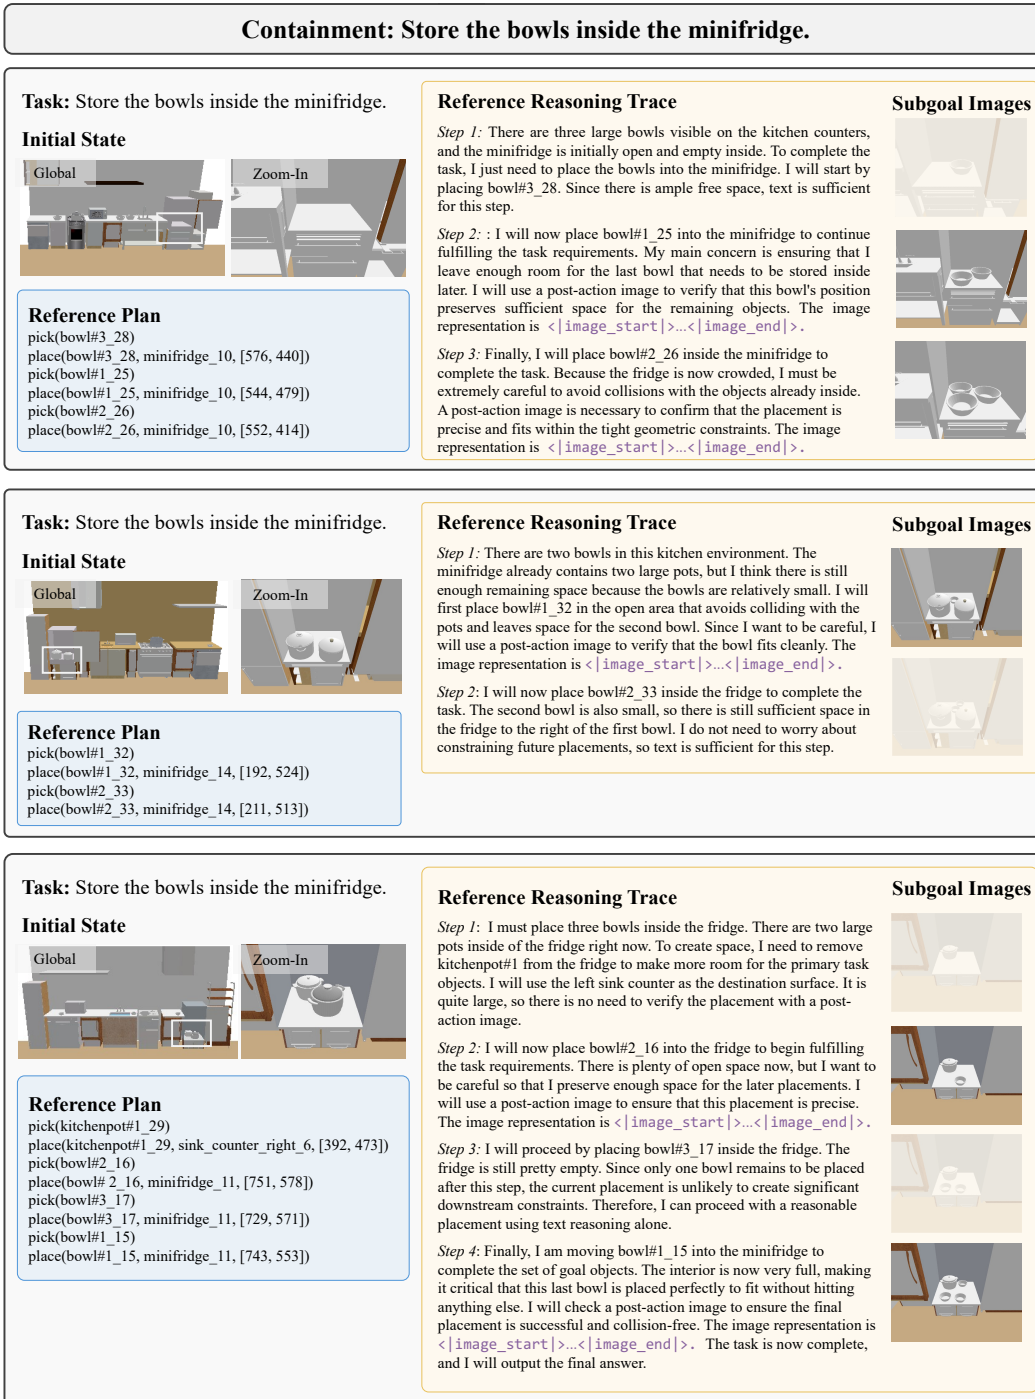 Containment: Store the bowls inside the minifridge.
Task: Store the bowls inside the minifridge.
Initial State
Global
Zoom-In
Reference Plan
pick(bowl#3_28)
place(bowl#3_28, minifridge_10, [576, 440])
pick(bowl#1_25)
place(bowl#1_25, minifridge_10, [544, 479])
pick(bowl#2_26)
place(bowl#2_26, minifridge_10, [552, 414])
Reference Reasoning Trace
Step 1: There are three large bowls visible on the kitchen counters,
and the minifridge is initially open and empty inside. To complete the
task, I just need to place the bowls into the minifridge. I will start by
placing bowl#3_28. Since there is ample free space, text is sufficient
for this step.
Step 2: : I will now place bowl#1_25 into the minifridge to continue
fulfilling the task requirements. My main concern is ensuring that I
leave enough room for the last bowl that needs to be stored inside
later. I will use a post-action image to verify that this bowl's position
preserves sufficient space for the remaining objects. The image
representation is <|image_start|>...<|image_end|>.
Step 3: Finally, I will place bowl#2_26 inside the minifridge to
complete the task. Because the fridge is now crowded, I must be
extremely careful to avoid collisions with the objects already inside.
A post-action image is necessary to confirm that the placement is
precise and fits within the tight geometric constraints. The image
representation is <|image_start|>...<|image_end|>.
Subgoal Images
Task: Store the bowls inside the minifridge.
Initial State
Global
Zoom-In
Reference Plan
pick(bowl#1_32)
place(bowl#1_32, minifridge_14, [192, 524])
pick(bowl#2_33)
place(bowl#2_33, minifridge_14, [211, 513])
Reference Reasoning Trace
Step 1: There are two bowls in this kitchen environment. The
minifridge already contains two large pots, but I think there is still
enough remaining space because the bowls are relatively small. I will
first place bowl#1_32 in the open area that avoids colliding with the
pots and leaves space for the second bowl. Since I want to be careful, I
will use a post-action image to verify that the bowl fits cleanly. The
image representation is <|image_start|>...<|image_end|>.
Step 2: I will now place bowl#2_33 inside the fridge to complete the
task. The second bowl is also small, so there is still sufficient space in
the fridge to the right of the first bowl. I do not need to worry about
constraining future placements, so text is sufficient for this step.
Subgoal Images
Task: Store the bowls inside the minifridge.
Initial State
Global
Zoom-In
Reference Plan
pick(kitchenpot#1_29)
place(kitchenpot#1_29, sink_counter_right_6, [392, 473])
pick(bowl#2_16)
place(bowl# 2_16, minifridge_11, [751, 578])
pick(bowl#3_17)
place(bowl#3_17, minifridge_11, [729, 571])
pick(bowl#1_15)
place(bowl#1_15, minifridge_11, [743, 553])
Reference Reasoning Trace
Step 1: I must place three bowls inside the fridge. There are two large
pots inside of the fridge right now. To create space, I need to remove
kitchenpot#1 from the fridge to make more room for the primary task
objects. I will use the left sink counter as the destination surface. It is
quite large, so there is no need to verify the placement with a post-
action image.
Step 2: I will now place bowl#2_16 into the fridge to begin fulfilling
the task requirements. There is plenty of open space now, but I want to
be careful so that I preserve enough space for the later placements. I
will use a post-action image to ensure that this placement is precise.
The image representation is <|image_start|>...<|image_end|>.
Step 3: I will proceed by placing bowl#3_17 inside the fridge. The
fridge is still pretty empty. Since only one bowl remains to be placed
after this step, the current placement is unlikely to create significant
downstream constraints. Therefore, I can proceed with a reasonable
placement using text reasoning alone.
Step 4: Finally, I am moving bowl#1_15 into the minifridge to
complete the set of goal objects. The interior is now very full, making
it critical that this last bowl is placed perfectly to fit without hitting
anything else. I will check a post-action image to ensure the final
placement is successful and collision-free. The image representation is
<|image_start|>...<|image_end|>. The task is now complete,
and I will output the final answer.
Subgoal Images